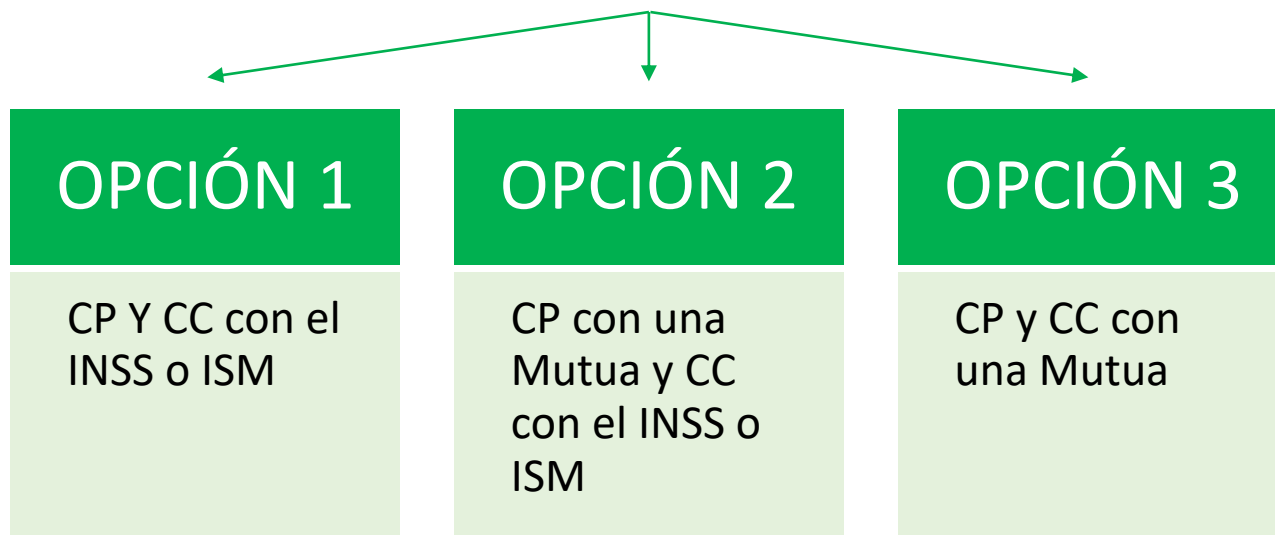 OPCIÓN 1
CP Y CC con el
INSS o ISM
OPCIÓN 2
CP con una
Mutua y CC
con el INSS o
ISM
OPCIÓN 3
CP y CC con
una Mutua